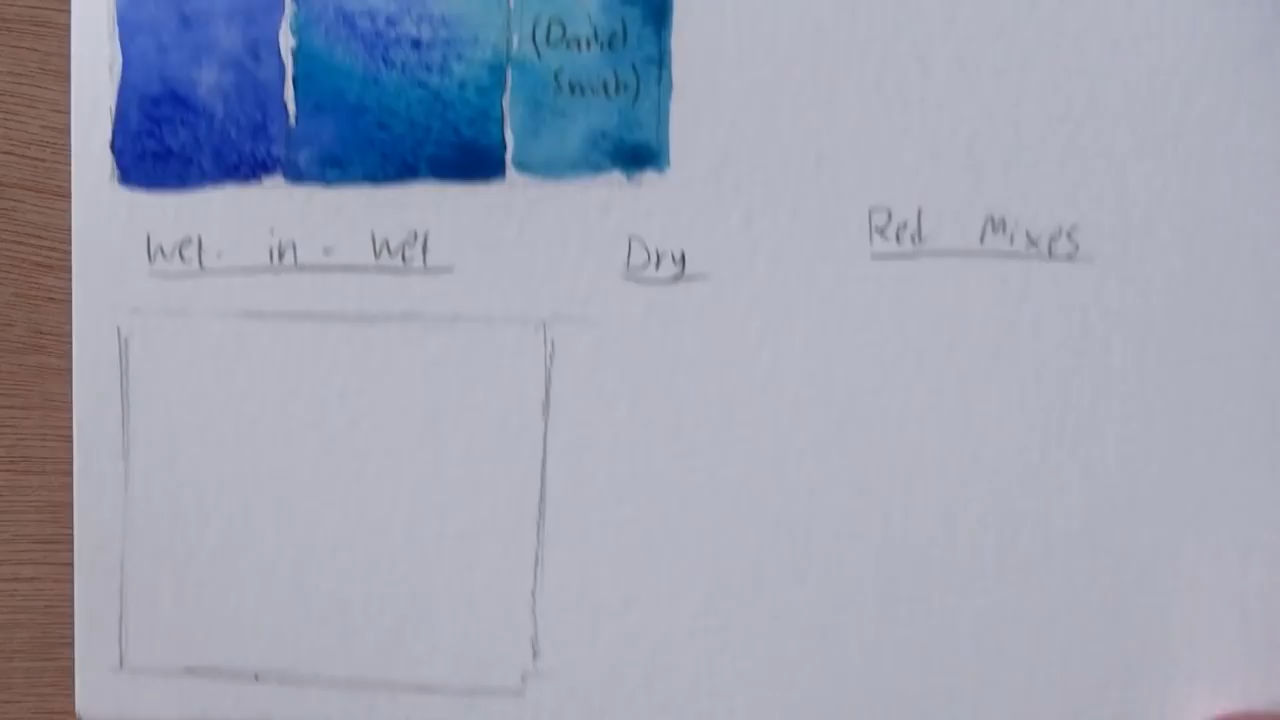 (Daniel
Smith)
Wet - in - Wet
Dry
Red Mixes